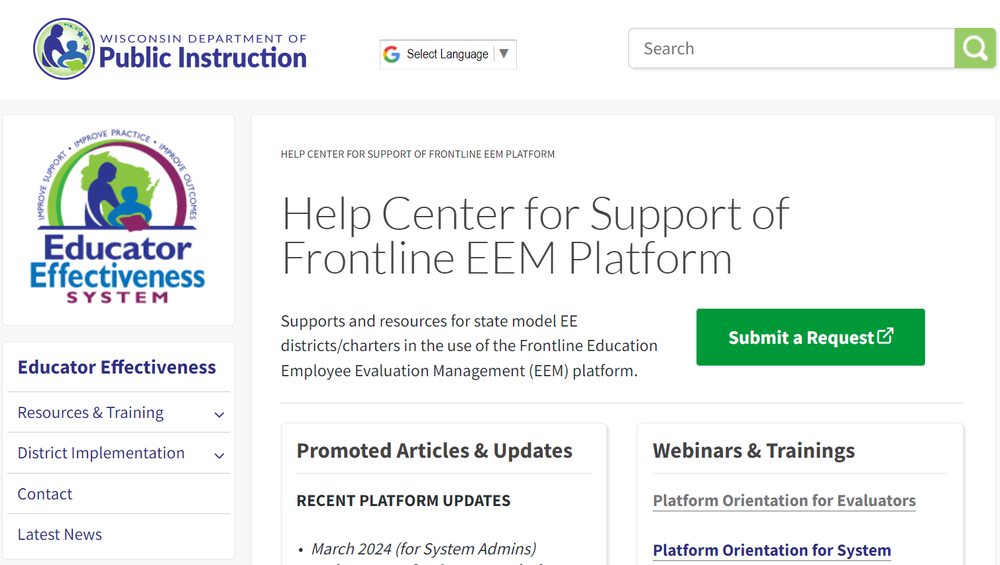 WISCONSIN DEPARTMENT OF
Public Instruction
Select Language
Search
IMPROVE SUPPORT • IMPROVE PRACTICE • IMPROVE OUTCOMES
Educator
Effectiveness
SYSTEM
Educator Effectiveness
Resources & Training
District Implementation
Contact
Latest News
HELP CENTER FOR SUPPORT OF FRONTLINE EEM PLATFORM
Help Center for Support of
Frontline EEM Platform
Supports and resources for state model EE
districts/charters in the use of the Frontline Education
Employee Evaluation Management (EEM) platform.
Submit a Request
Promoted Articles & Updates
RECENT PLATFORM UPDATES
• March 2024 (for System Admins)
Webinars & Trainings
Platform Orientation for Evaluators
Platform Orientation for System